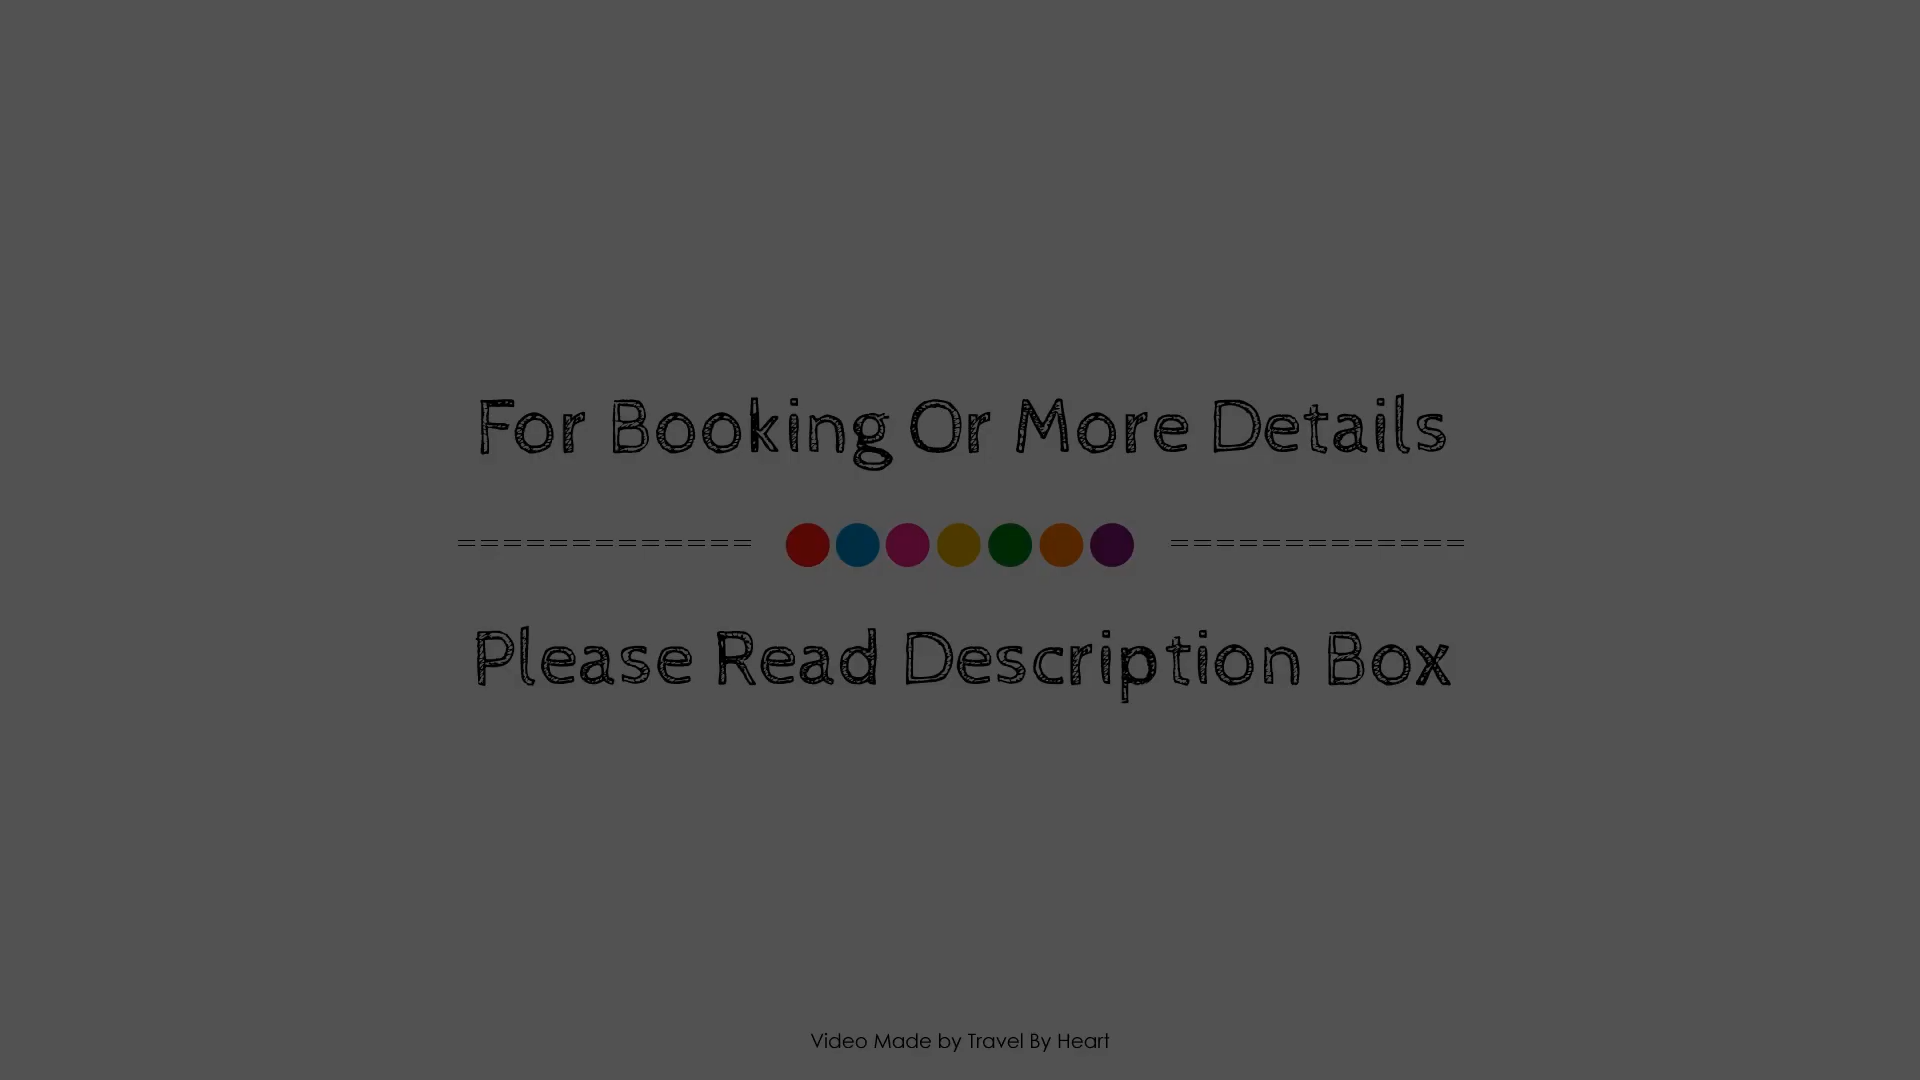 For Booking Or More Details
============= =============
Please Read Description Box
Video Made by Travel By Heart